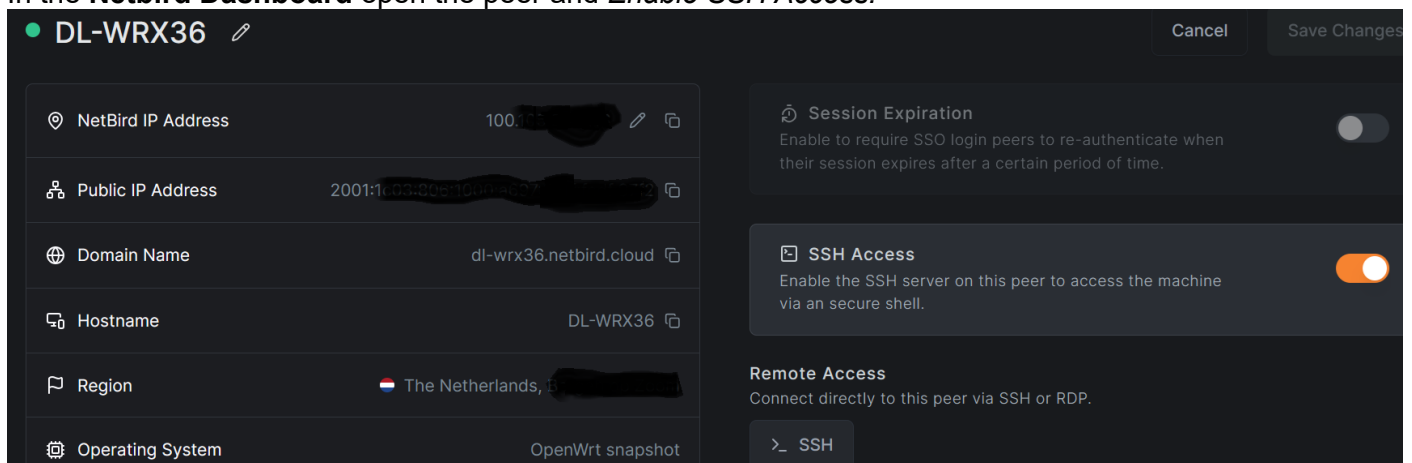 In the Netbird Dashboard open the peer and Enable SSH Access.
DL-WRX36
Cancel
Save Changes
NetBird IP Address
100.
Public IP Address
2001:1
Domain Name
dl-wrx36.netbird.cloud
Hostname
DL-WRX36
Region
The Netherlands,
Operating System
OpenWrt snapshot
Session Expiration
Enable to require SSO login peers to re-authenticate when
their session expires after a certain period of time.
SSH Access
Enable the SSH server on this peer to access the machine
via an secure shell.
Remote Access
Connect directly to this peer via SSH or RDP.
>_ SSH